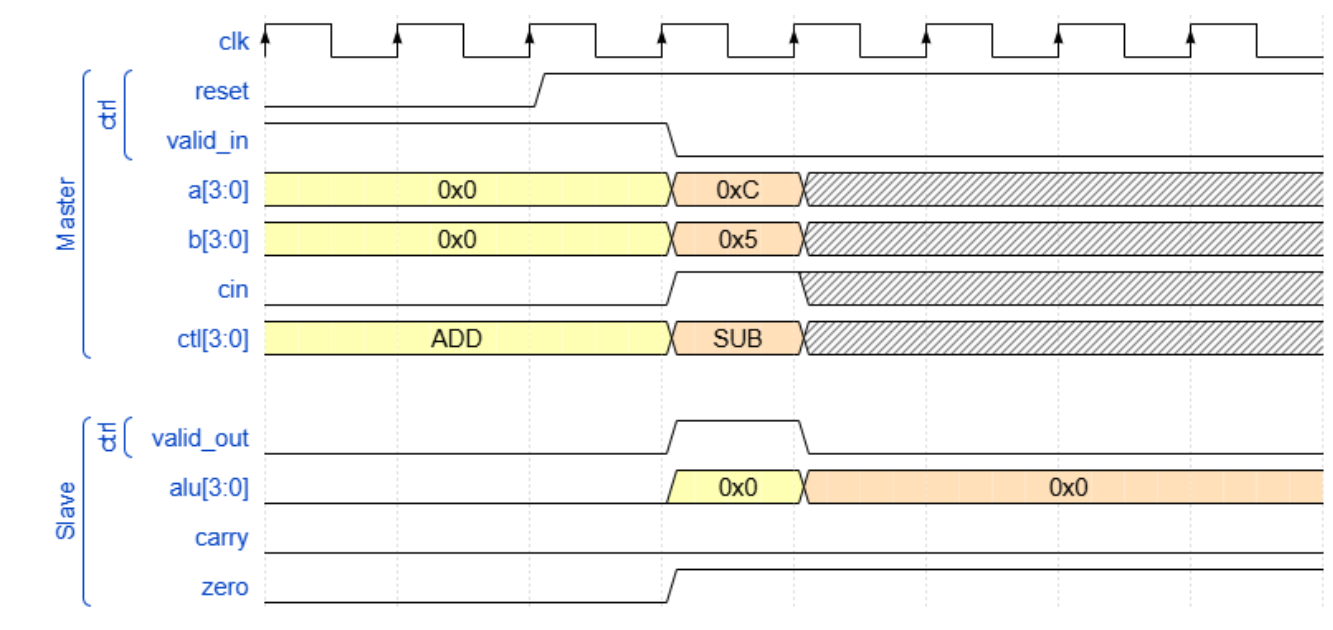 clk
Master
ctrl
reset
valid_in
a[3:0] 0x0 0xC
b[3:0] 0x0 0x5
cin
ctl[3:0] ADD SUB
Slave
ctrl
valid_out
alu[3:0] 0x0 0x0
carry
zero